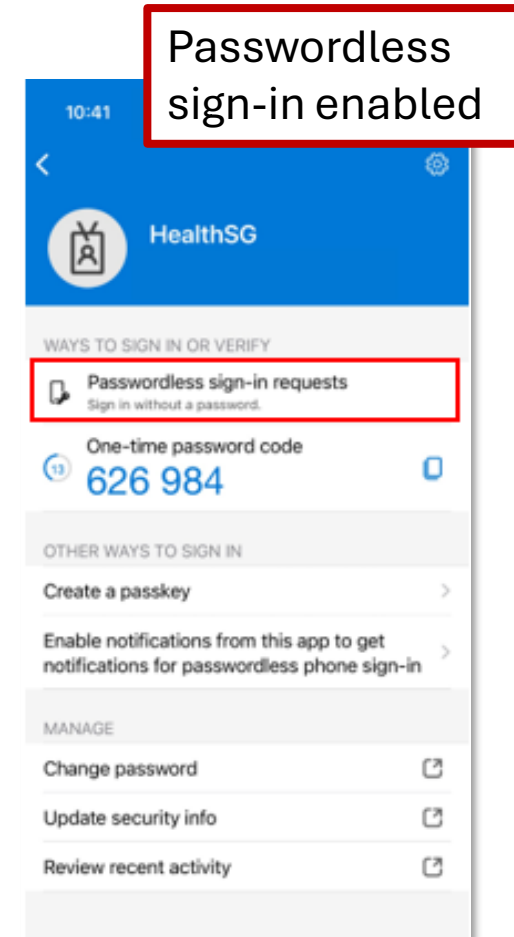 Passwordless
sign-in enabled
10:41
HealthSG
WAYS TO SIGN IN OR VERIFY
Passwordless sign-in requests
Sign in without a password.
One-time password code
13
626 984
OTHER WAYS TO SIGN IN
Create a passkey
Enable notifications from this app to get
notifications for passwordless phone sign-in
MANAGE
Change password
Update security info
Review recent activity